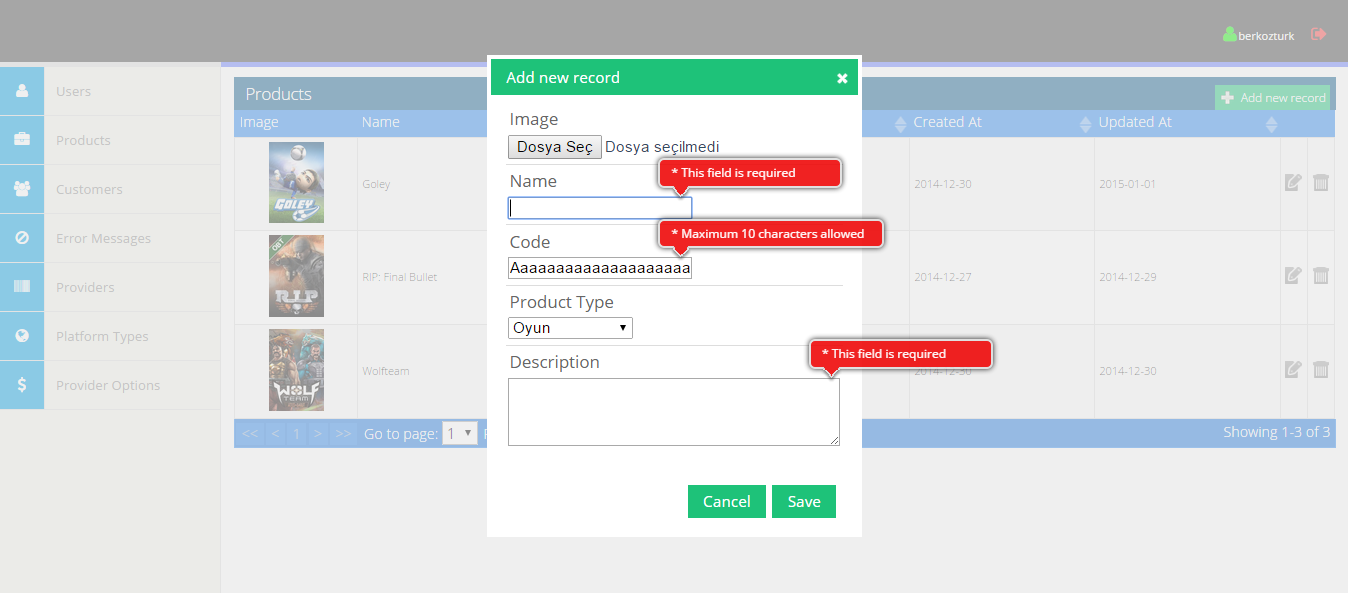 berkozturk
Users
Products
Customers
Error Messages
Providers
Platform Types
Provider Options
Products
Add new record
Image
Name
Created At
Updated At
GOLEY
Goley
2014-12-30
2015-01-01
OBT
R.I.P
RIP: Final Bullet
2014-12-27
2014-12-29
WOLF
TEAM
Wolfteam
2014-12-30
2014-12-30
<< < 1 > >> Go to page: 1
Showing 1-3 of 3
Add new record
Image
Dosya Seç Dosya seçilmedi
* This field is required
Name
* Maximum 10 characters allowed
Code
Aaaaaaaaaaaaaaaaaaaa
Product Type
Oyun
* This field is required
Description
Cancel Save